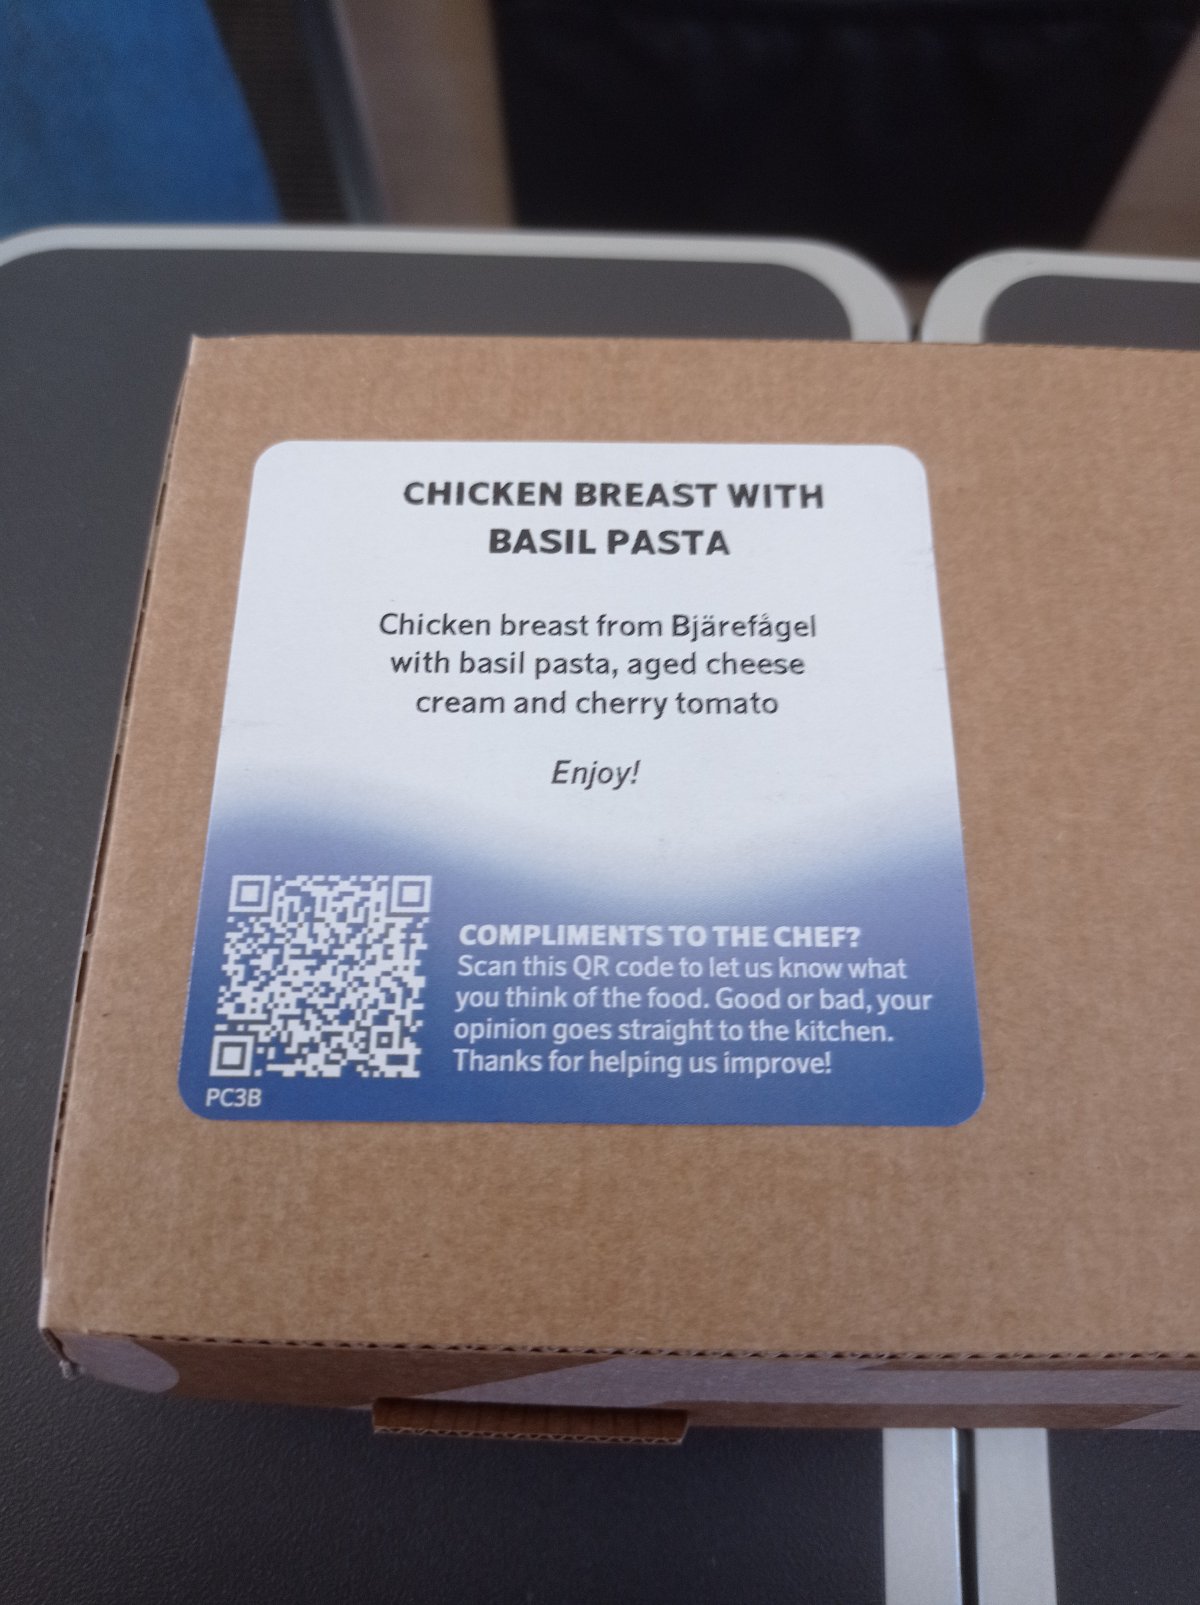 CHICKEN BREAST WITH
BASIL PASTA
Chicken breast from Bjärefågel
with basil pasta, aged cheese
cream and cherry tomato
Enjoy!
COMPLIMENTS TO THE CHEF?
Scan this QR code to let us know what
you think of the food. Good or bad, your
opinion goes straight to the kitchen.
Thanks for helping us improve!
PC3B